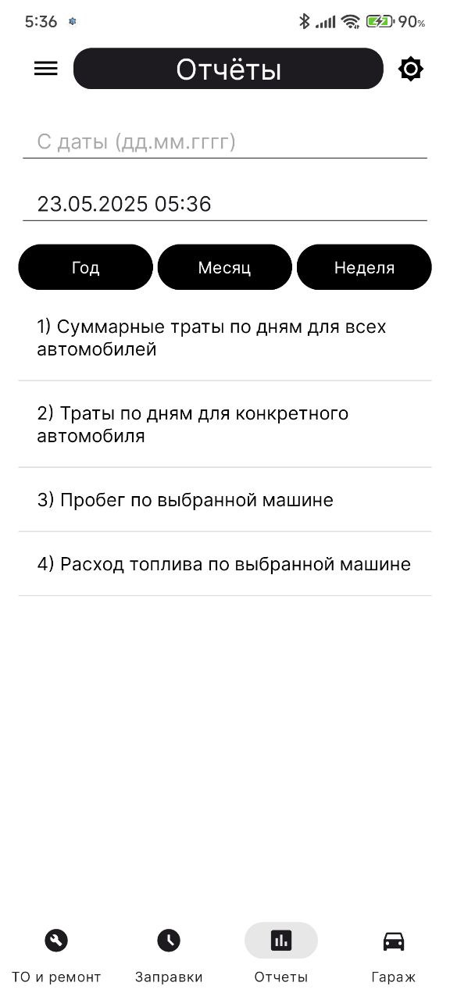 5:36
90%
Отчёты
С даты (дд.мм.гггг)
23.05.2025 05:36
Год
Месяц
Неделя
1) Суммарные траты по дням для всех
автомобилей
2) Траты по дням для конкретного
автомобиля
3) Пробег по выбранной машине
4) Расход топлива по выбранной машине
ТО и ремонт
Заправки
Отчеты
Гараж